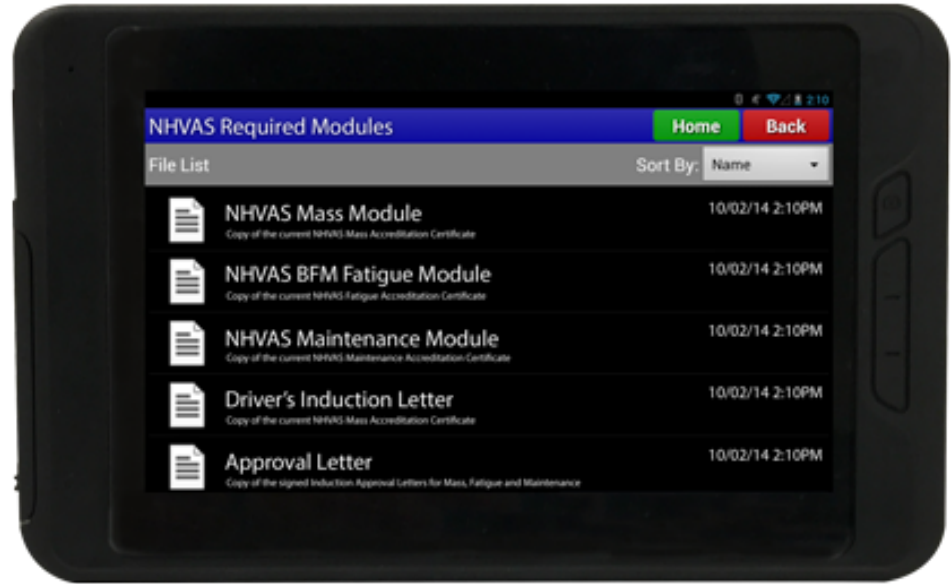 2:10
NHVAS Required Modules
Home
Back
File List
Sort By:
Name
NHVAS Mass Module
10/02/14 2:10PM
Copy of the current NHVAS Mass Accreditation Certificate
NHVAS BFM Fatigue Module
10/02/14 2:10PM
Copy of the current NHVAS Fatigue Accreditation Certificate
NHVAS Maintenance Module
10/02/14 2:10PM
Copy of the current NHVAS Maintenance Accreditation Certificate
Driver's Induction Letter
10/02/14 2:10PM
Copy of the current NHVAS Mass Accreditation Certificate
Approval Letter
10/02/14 2:10PM
Copy of the signed Induction Approval Letters for Mass, Fatigue and Maintenance